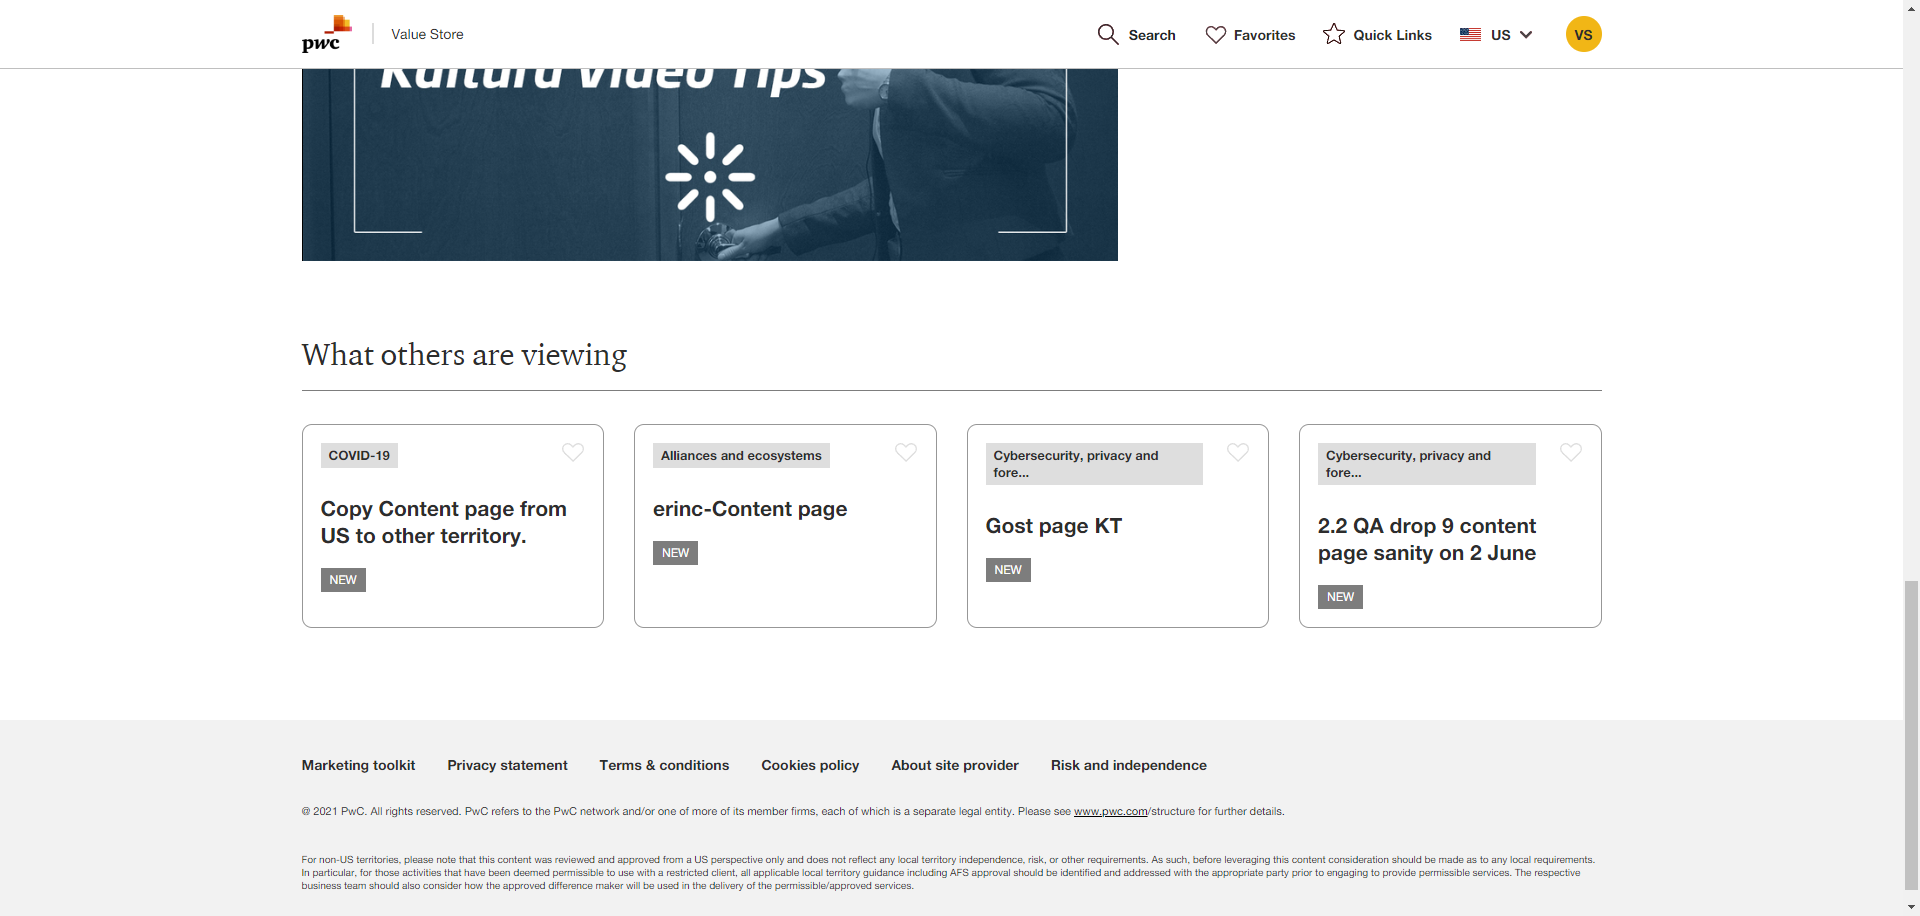 pwc
Value Store
Search
Favorites
Quick Links
US
VS
Kaltura Video Tips
What others are viewing
COVID-19
Copy Content page from
US to other territory.
NEW
Alliances and ecosystems
erinc-Content page
NEW
Cybersecurity, privacy and
fore...
Gost page KT
NEW
Cybersecurity, privacy and
fore...
2.2 QA drop 9 content
page sanity on 2 June
NEW
Marketing toolkit
Privacy statement
Terms & conditions
Cookies policy
About site provider
Risk and independence
@ 2021 PwC. All rights reserved. PwC refers to the PwC network and/or one of more of its member firms, each of which is a separate legal entity. Please see www.pwc.com/structure for further details.
For non-US territories, please note that this content was reviewed and approved from a US perspective only and does not reflect any local territory independence, risk, or other requirements. As such, before leveraging this content consideration should be made as to any local requirements.
In particular, for those activities that have been deemed permissible to use with a restricted client, all applicable local territory guidance including AFS approval should be identified and addressed with the appropriate party prior to engaging to provide permissible services. The respective
business team should also consider how the approved difference maker will be used in the delivery of the permissible/approved services.